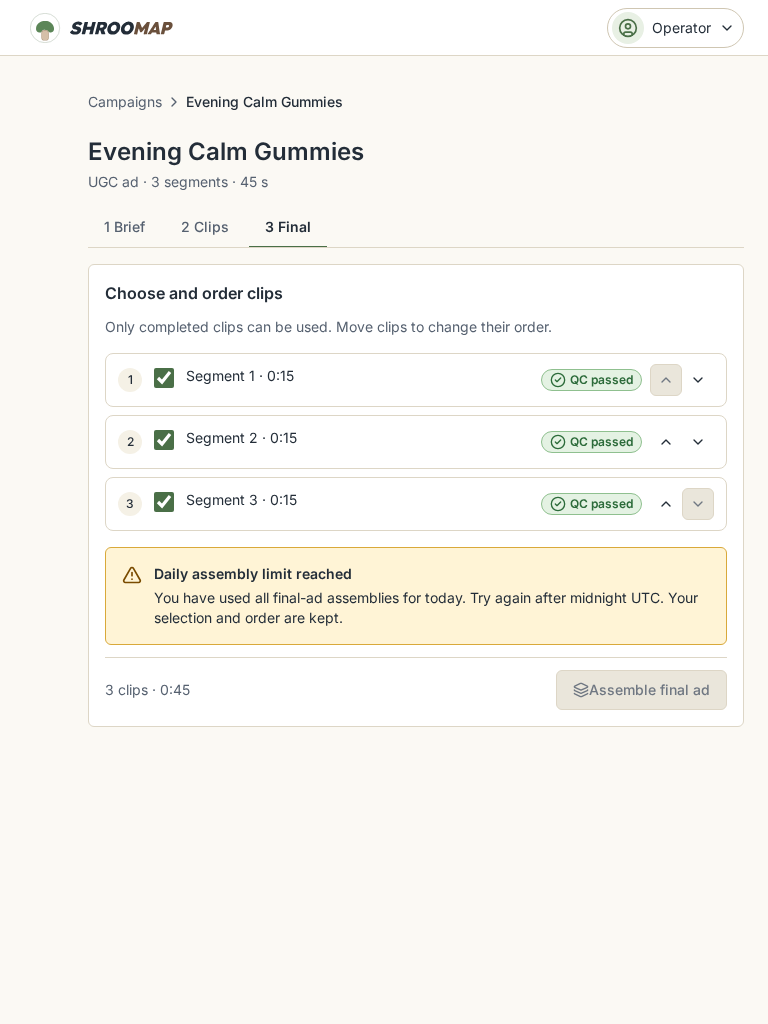 SHROOMAP
Operator
Campaigns
Evening Calm Gummies
Evening Calm Gummies
UGC ad · 3 segments · 45 s
1 Brief
2 Clips
3 Final
Choose and order clips
Only completed clips can be used. Move clips to change their order.
1
Segment 1 · 0:15
QC passed
2
Segment 2 · 0:15
QC passed
3
Segment 3 · 0:15
QC passed
Daily assembly limit reached
You have used all final-ad assemblies for today. Try again after midnight UTC. Your
selection and order are kept.
3 clips · 0:45
Assemble final ad